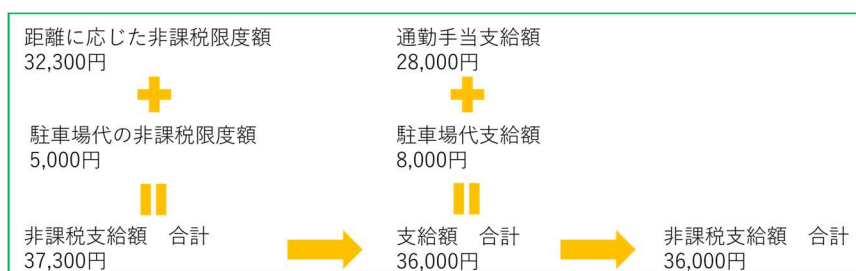 距離に応じた非課税限度額
32,300円
駐車場代の非課税限度額
5,000円
非課税支給額　合計
37,300円
通勤手当支給額
28,000円
駐車場代支給額
8,000円
支給額　合計
36,000円
非課税支給額　合計
36,000円